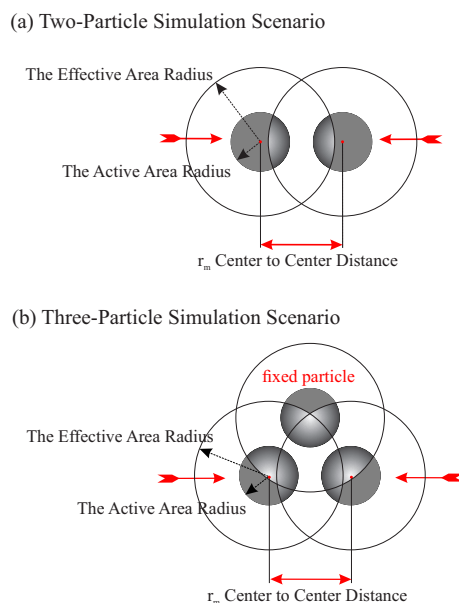 (a) Two-Particle Simulation Scenario
The Effective Area Radius
The Active Area Radius
rm Center to Center Distance
(b) Three-Particle Simulation Scenario
fixed particle
The Effective Area Radius
The Active Area Radius
rm Center to Center Distance